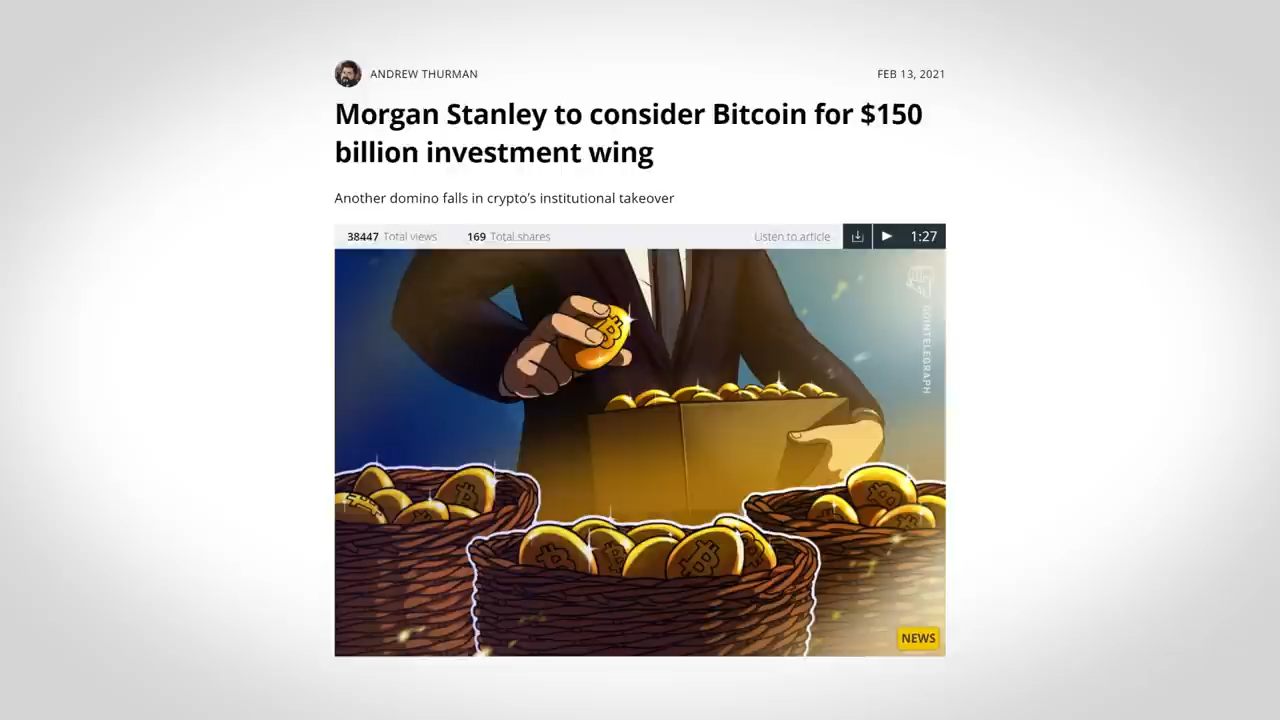 ANDREW THURMAN
FEB 13, 2021
Morgan Stanley to consider Bitcoin for $150
billion investment wing
Another domino falls in crypto's institutional takeover
38447 Total views 169 Total shares Listen to article 1:27
COINTELEGRAPH
NEWS